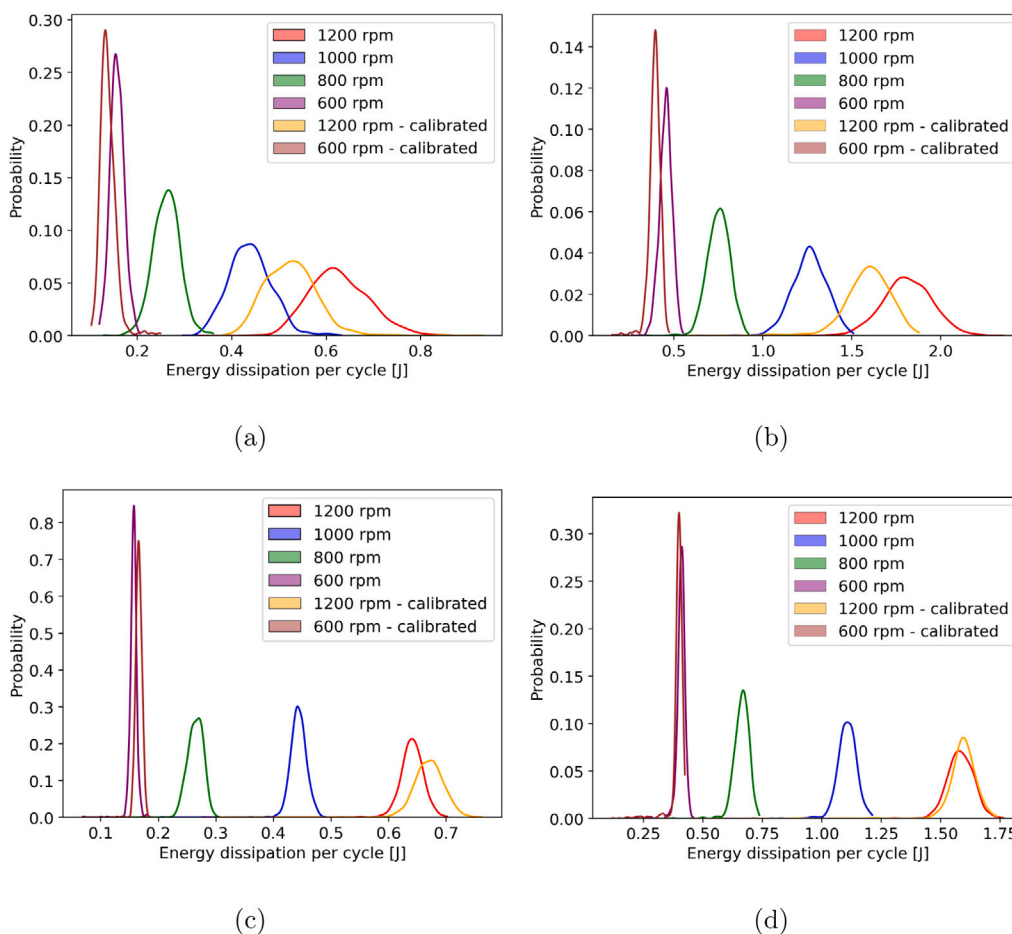 0.30
0.25
0.20
0.15
0.10
0.05
0.00
Probability
1200 rpm
1000 rpm
800 rpm
600 rpm
1200 rpm - calibrated
600 rpm - calibrated
0.2 0.4 0.6 0.8
Energy dissipation per cycle [J]
(a)
0.14
0.12
0.10
0.08
0.06
0.04
0.02
0.00
Probability
1200 rpm
1000 rpm
800 rpm
600 rpm
1200 rpm - calibrated
600 rpm - calibrated
0.5 1.0 1.5 2.0
Energy dissipation per cycle [J]
(b)
0.8
0.7
0.6
0.5
0.4
0.3
0.2
0.1
0.0
Probability
1200 rpm
1000 rpm
800 rpm
600 rpm
1200 rpm - calibrated
600 rpm - calibrated
0.1 0.2 0.3 0.4 0.5 0.6 0.7
Energy dissipation per cycle [J]
(c)
0.30
0.25
0.20
0.15
0.10
0.05
0.00
Probability
1200 rpm
1000 rpm
800 rpm
600 rpm
1200 rpm - calibrated
600 rpm - calibrated
0.25 0.50 0.75 1.00 1.25 1.50 1.75
Energy dissipation per cycle [J]
(d)